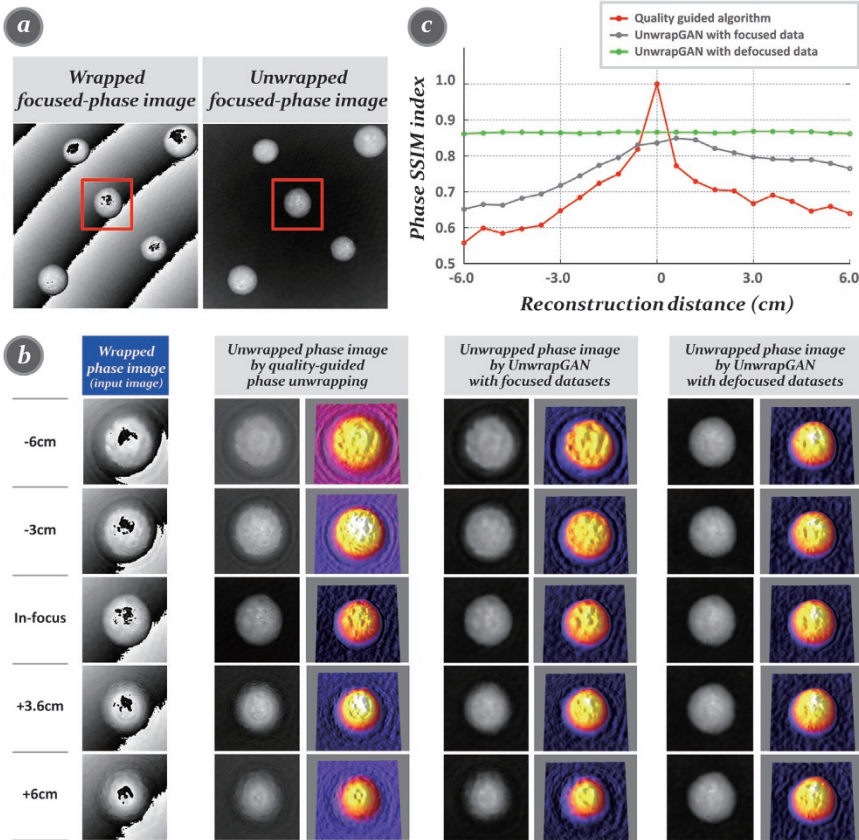 a
Wrapped
focused-phase image
Unwrapped
focused-phase image
c
Quality guided algorithm
UnwrapGAN with focused data
UnwrapGAN with defocused data
Phase SSIM index
1.0
0.9
0.8
0.7
0.6
0.5
-6.0
-3.0
0
3.0
6.0
Reconstruction distance (cm)
b
Wrapped
phase image
(input image)
Unwrapped phase image
by quality-guided
phase unwrapping
Unwrapped phase image
by UnwrapGAN
with focused datasets
Unwrapped phase image
by UnwrapGAN
with defocused datasets
-6cm
-3cm
In-focus
+3.6cm
+6cm